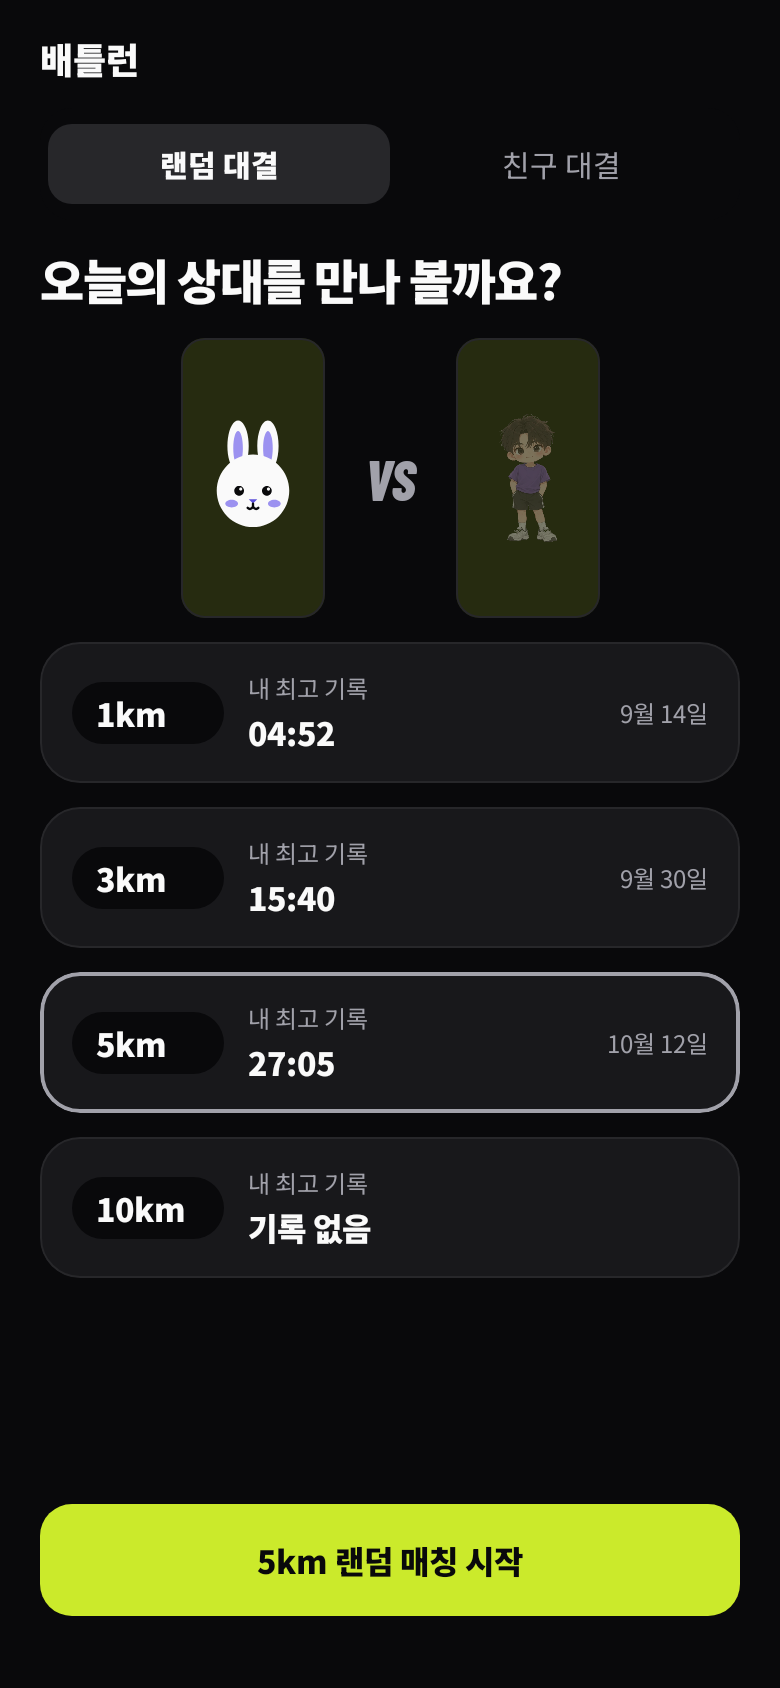 배틀런
랜덤 대결
친구 대결
오늘의 상대를 만나 볼까요?
VS
1km
내 최고 기록
04:52
9월 14일
3km
내 최고 기록
15:40
9월 30일
5km
내 최고 기록
27:05
10월 12일
10km
내 최고 기록
기록 없음
5km 랜덤 매칭 시작